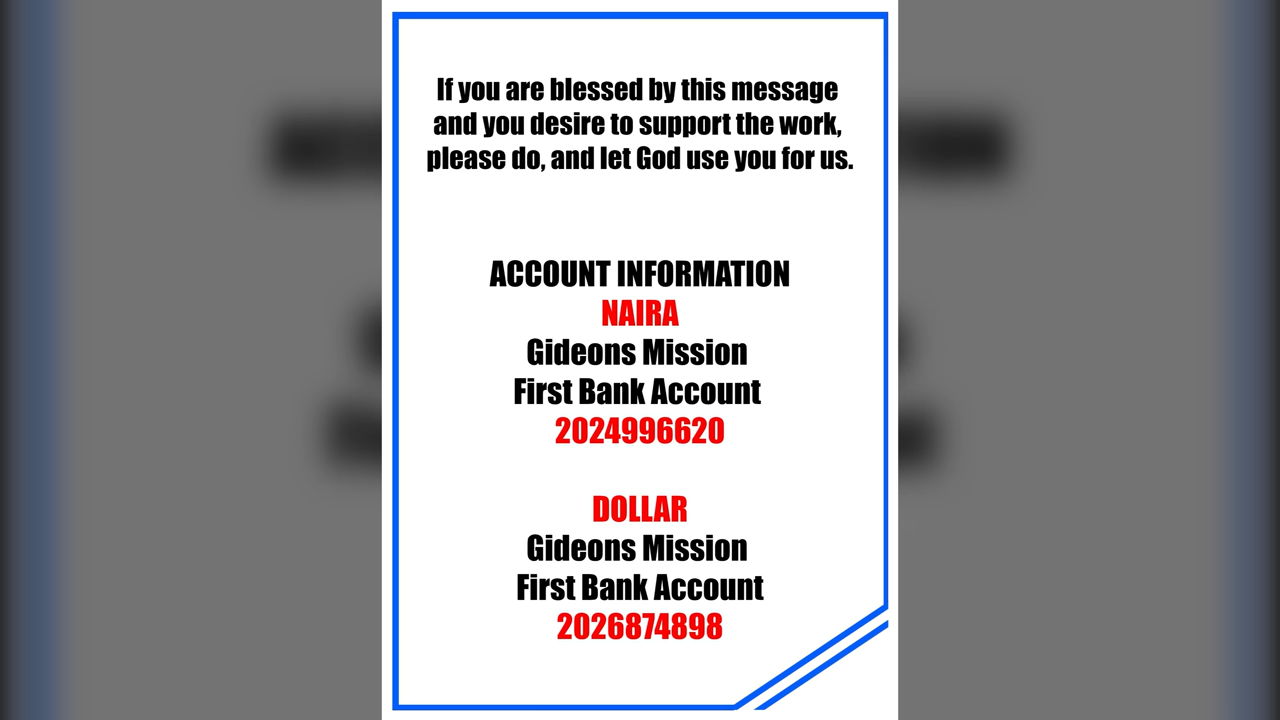 If you are blessed by this message
and you desire to support the work,
please do, and let God use you for us.
ACCOUNT INFORMATION
NAIRA
Gideons Mission
First Bank Account
2024996620
DOLLAR
Gideons Mission
First Bank Account
2026874898